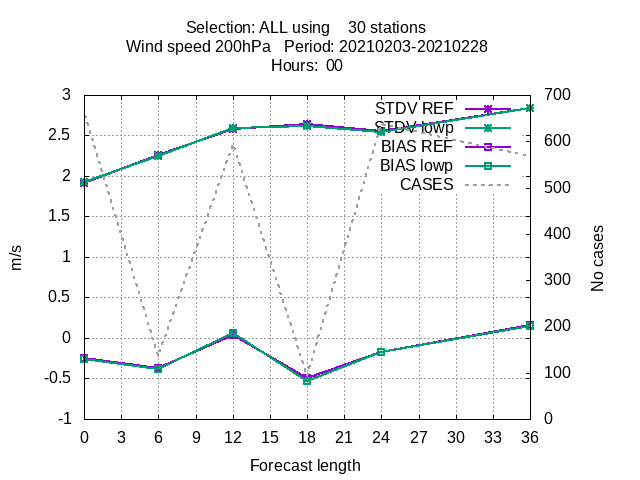 Selection: ALL using    30 stations
Wind speed 200hPa   Period: 20210203-20210228
Hours:  00
3
2.5
2
1.5
1
0.5
0
-0.5
-1
m/s
STDV REF
STDV lowp
BIAS REF
BIAS lowp
CASES
700
600
500
400
300
200
100
0
No cases
0 3 6 9 12 15 18 21 24 27 30 33 36
Forecast length